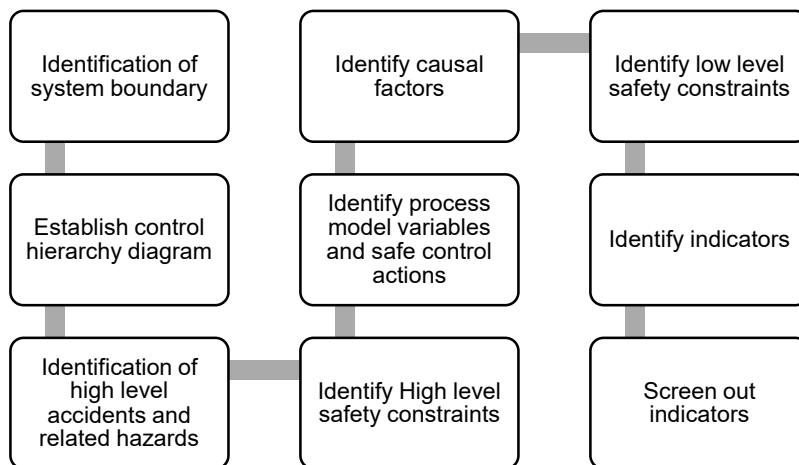 Identification of
system boundary
Establish control
hierarchy diagram
Identification of
high level
accidents and
related hazards
Identify High level
safety constraints
Identify process
model variables
and safe control
actions
Identify causal
factors
Identify low level
safety constraints
Identify indicators
Screen out
indicators